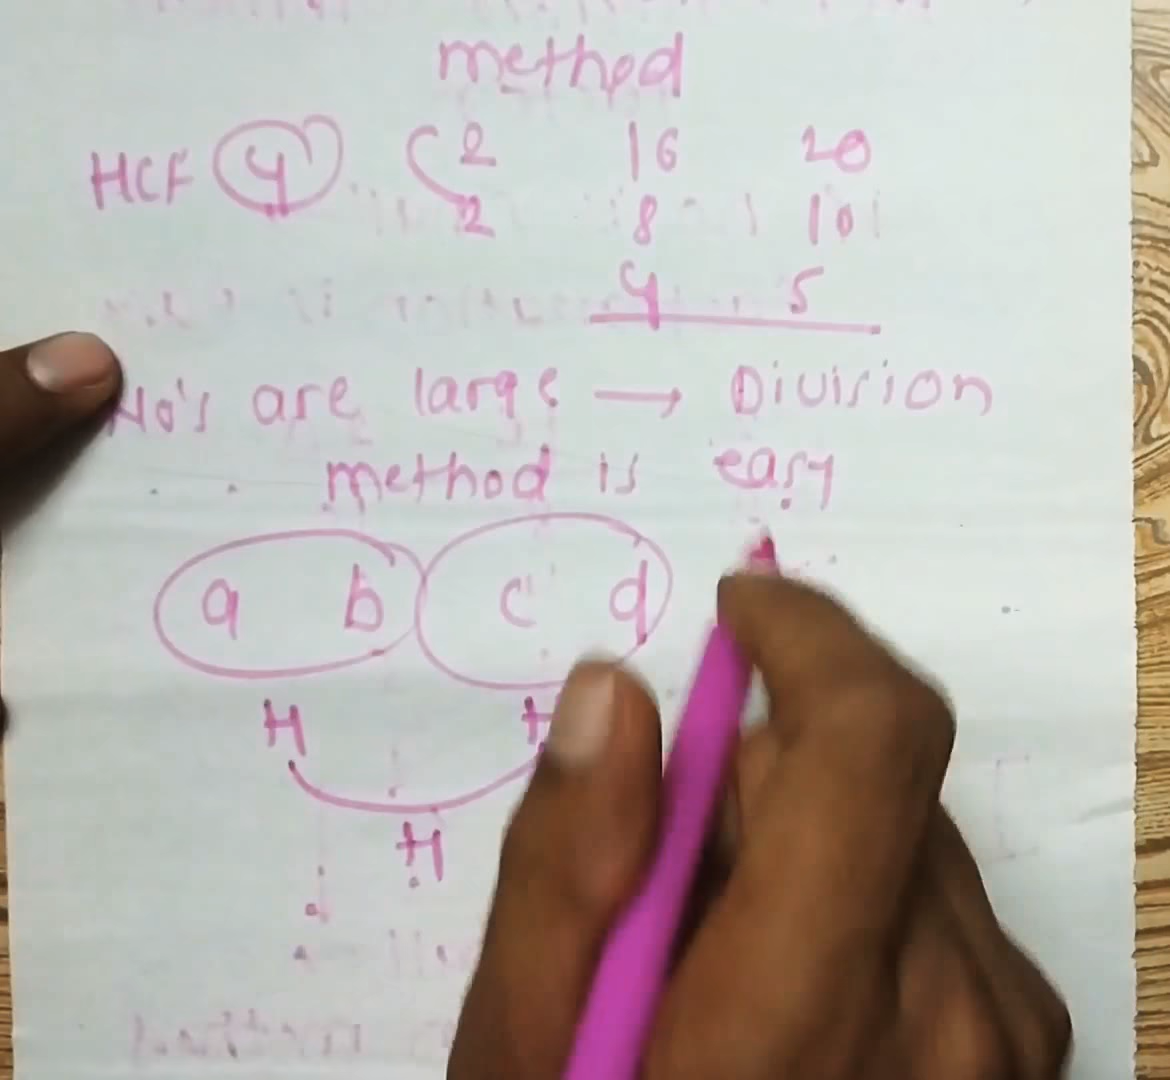 method
HCF 4 2 16 20
2 8 10
4 5
No's are large → Division
method is easy
a b c d
H H
H